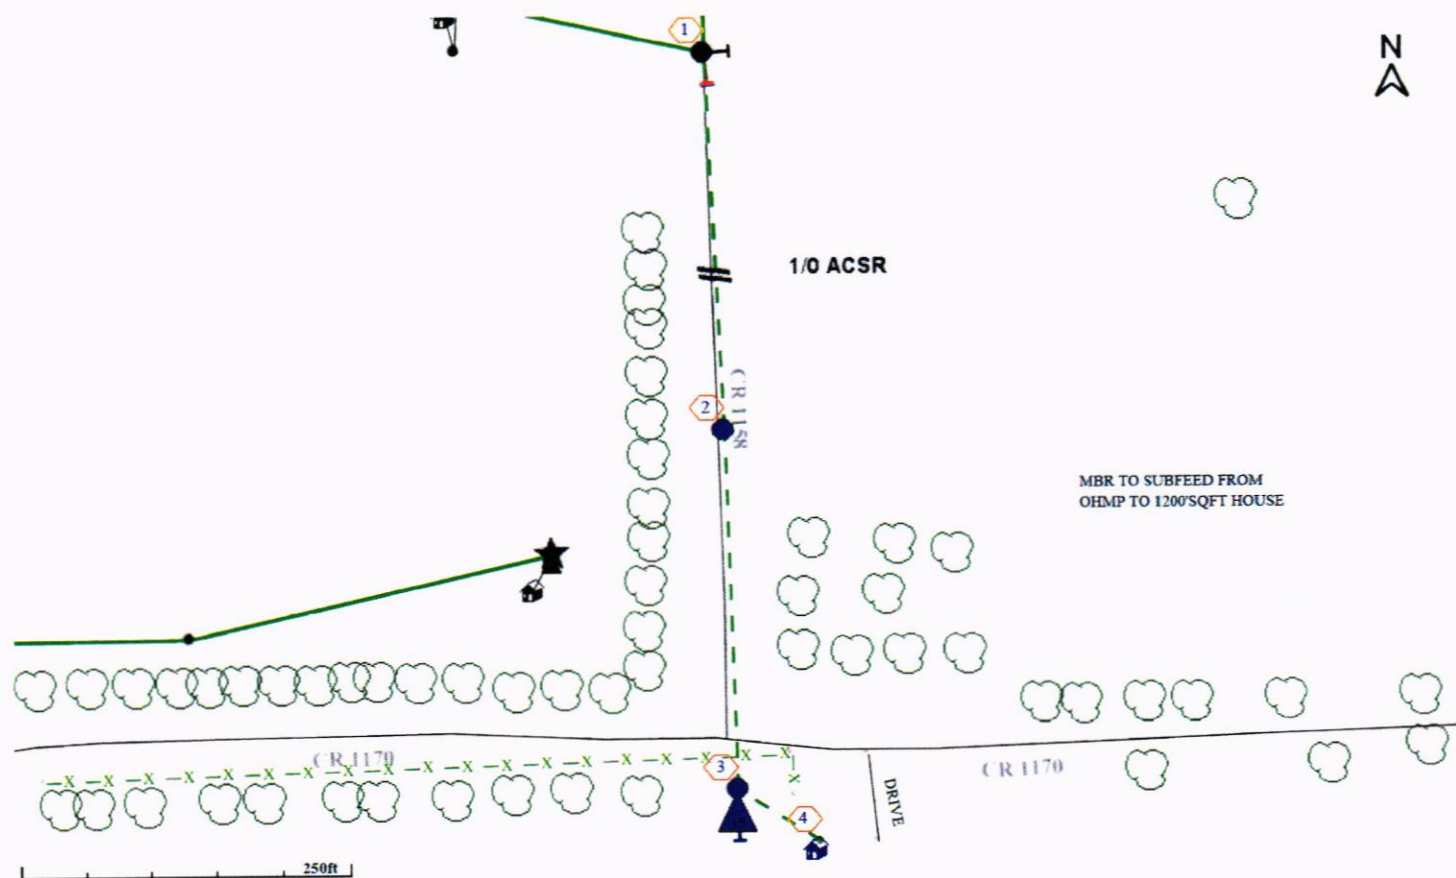 1
N
1/0 ACSR
2
CR 1158
MBR TO SUBFEED FROM
OHMP TO 1200'SQFT HOUSE
CR 1170
—X —X —X —X —X —X —X —X —X —X —X —X —X —X —X —X —X —X —X —X
3
CR 1170
DRIVE
4
250ft